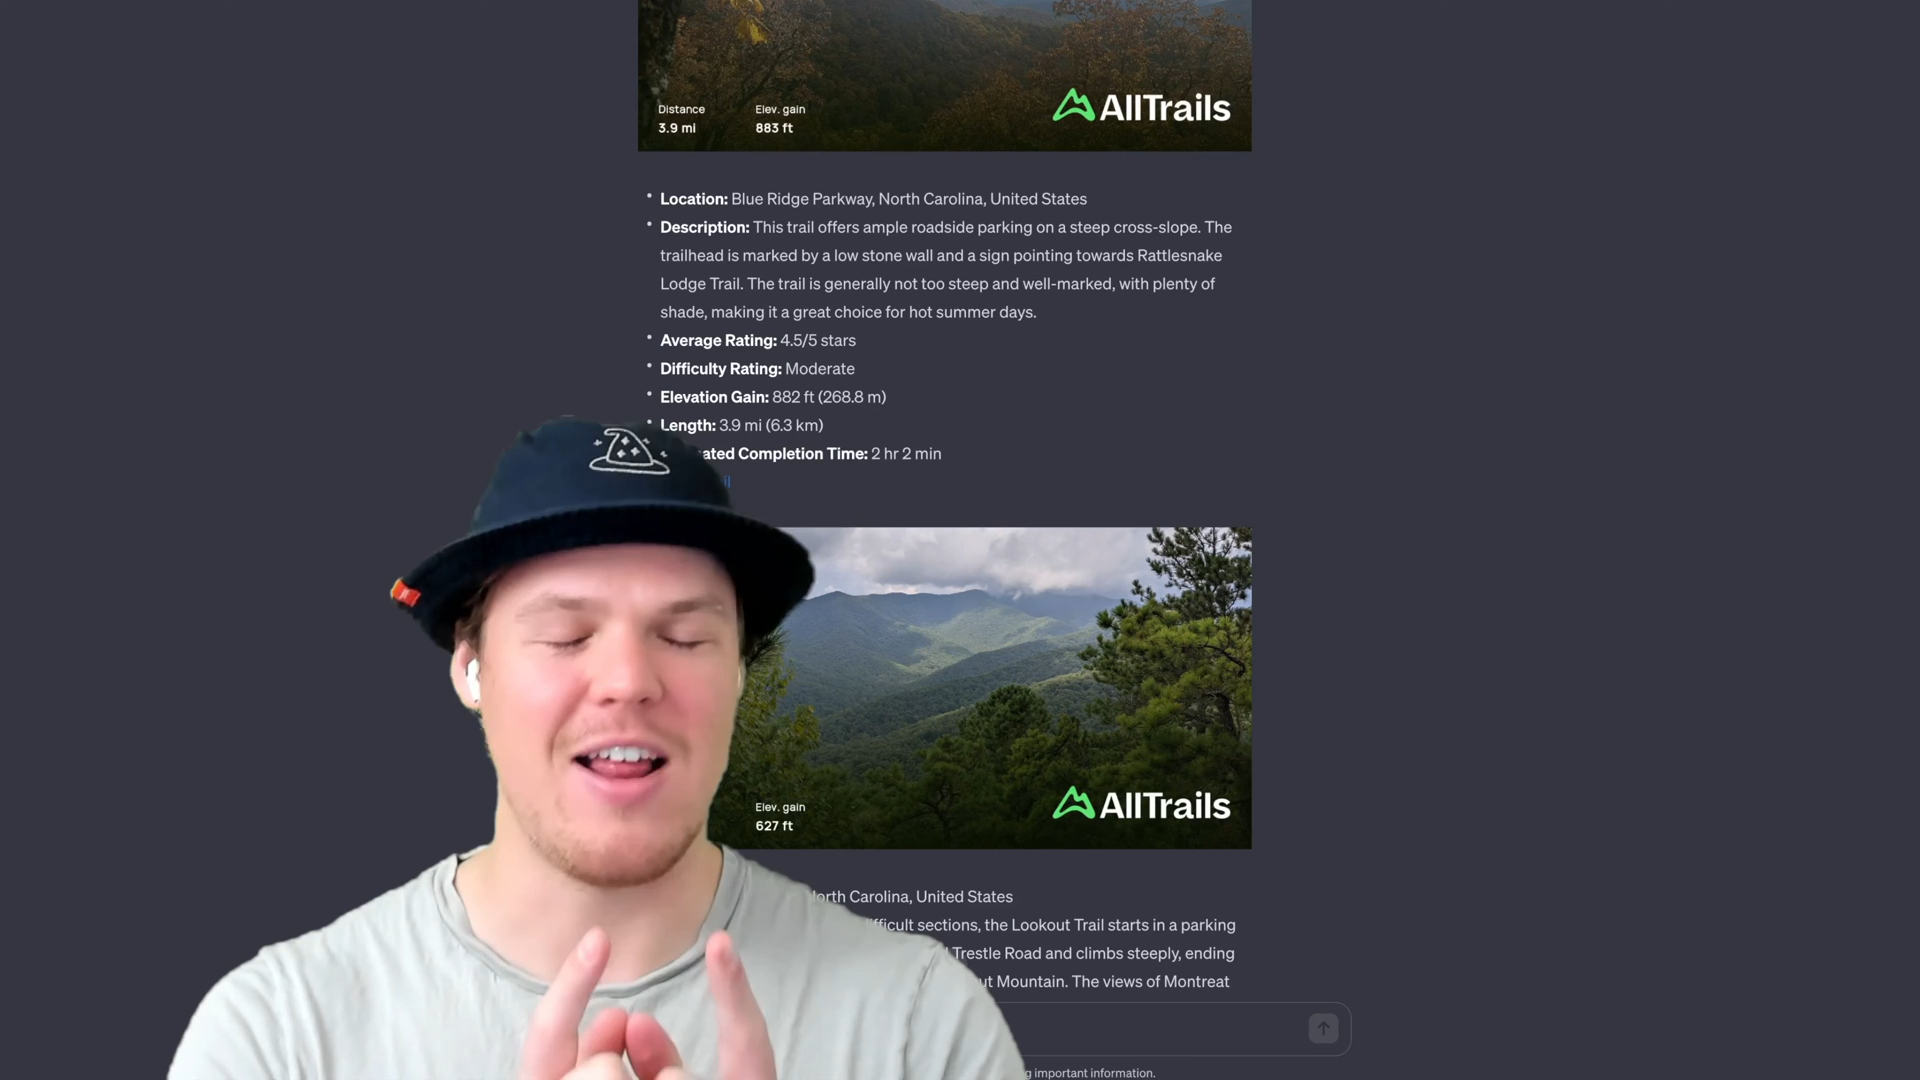 Distance
3.9 mi
Elev. gain
883 ft
AllTrails
Location: Blue Ridge Parkway, North Carolina, United States
Description: This trail offers ample roadside parking on a steep cross-slope. The
trailhead is marked by a low stone wall and a sign pointing towards Rattlesnake
Lodge Trail. The trail is generally not too steep and well-marked, with plenty of
shade, making it a great choice for hot summer days.
Average Rating: 4.5/5 stars
Difficulty Rating: Moderate
Elevation Gain: 882 ft (268.8 m)
Length: 3.9 mi (6.3 km)
Completion Time: 2 hr 2 min
Elev. gain
627 ft
AllTrails
Carolina, United States
sections, the Lookout Trail starts in a parking
Trestle Road and climbs steeply, ending
Mountain. The views of Montreat
important information.